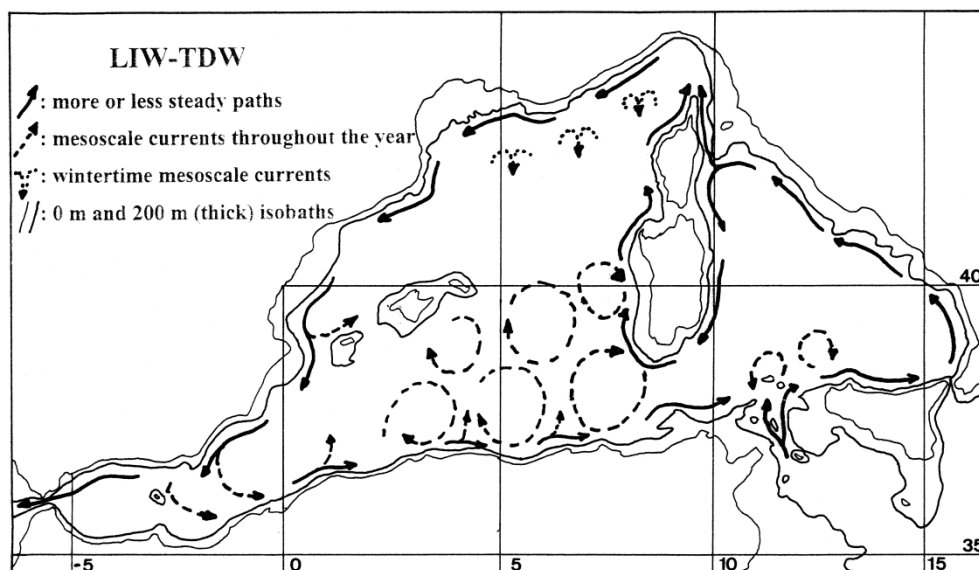 LIW-TDW
: more or less steady paths
: mesoscale currents throughout the year
: wintertime mesoscale currents
: 0 m and 200 m (thick) isobaths
40
35
-5
0
5
10
15